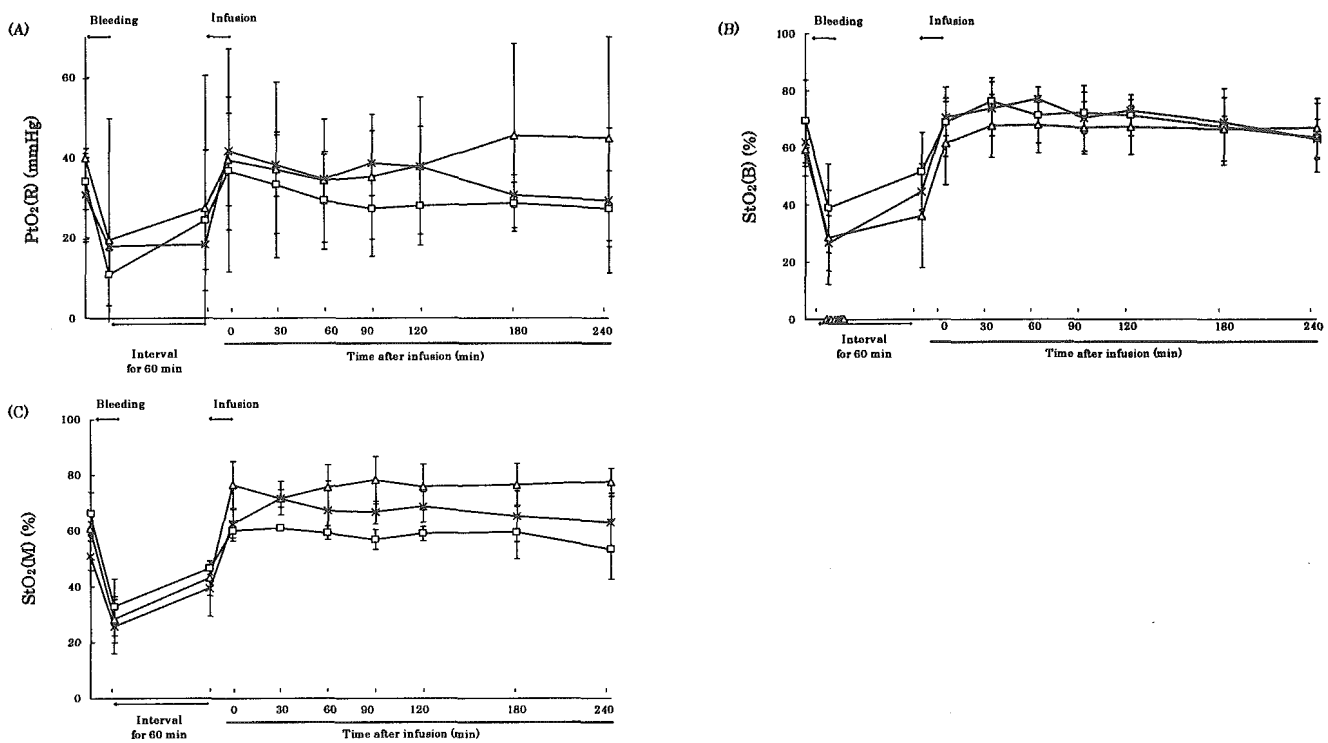 (A)
Bleeding
Infusion
PtO₂(R) (mmHg)
60
40
20
0
0 30 60 90 120 180 240
Interval
for 60 min
Time after infusion (min)
(B)
Bleeding
Infusion
StO₂(B) (%)
100
80
60
40
20
0
0 30 60 90 120 180 240
Interval
for 60 min
Time after infusion (min)
(C)
Bleeding
Infusion
StO₂(M) (%)
100
80
60
40
20
0
0 30 60 90 120 180 240
Interval
for 60 min
Time after infusion (min)